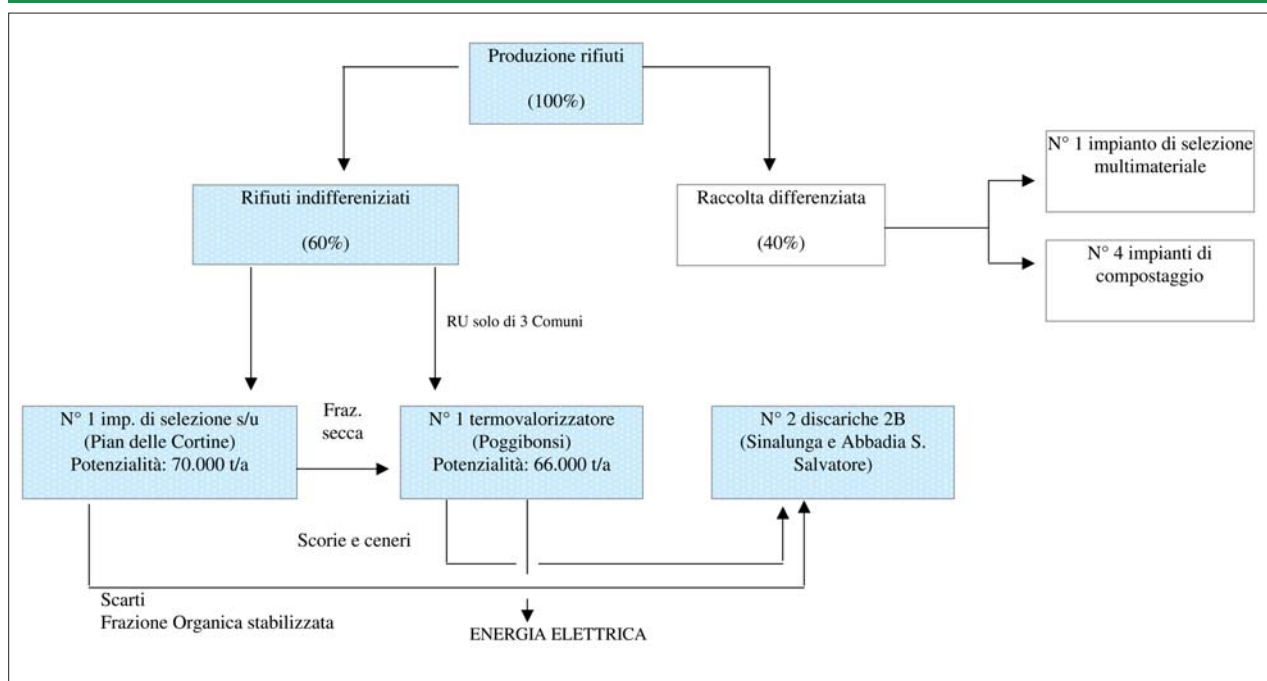 Produzione rifiuti
(100%)
N° 1 impianto di selezione
multimateriale
Rifiuti indiffereniziati
(60%)
Raccolta differenziata
(40%)
N° 4 impianti di
compostaggio
RU solo di 3 Comuni
N° 1 imp. di selezione s/u
(Pian delle Cortine)
Potenzialità: 70.000 t/a
Fraz.
secca
N° 1 termovalorizzatore
(Poggibonsi)
Potenzialità: 66.000 t/a
N° 2 discariche 2B
(Sinalunga e Abbadia S.
Salvatore)
Scorie e ceneri
Scarti
Frazione Organica stabilizzata
ENERGIA ELETTRICA